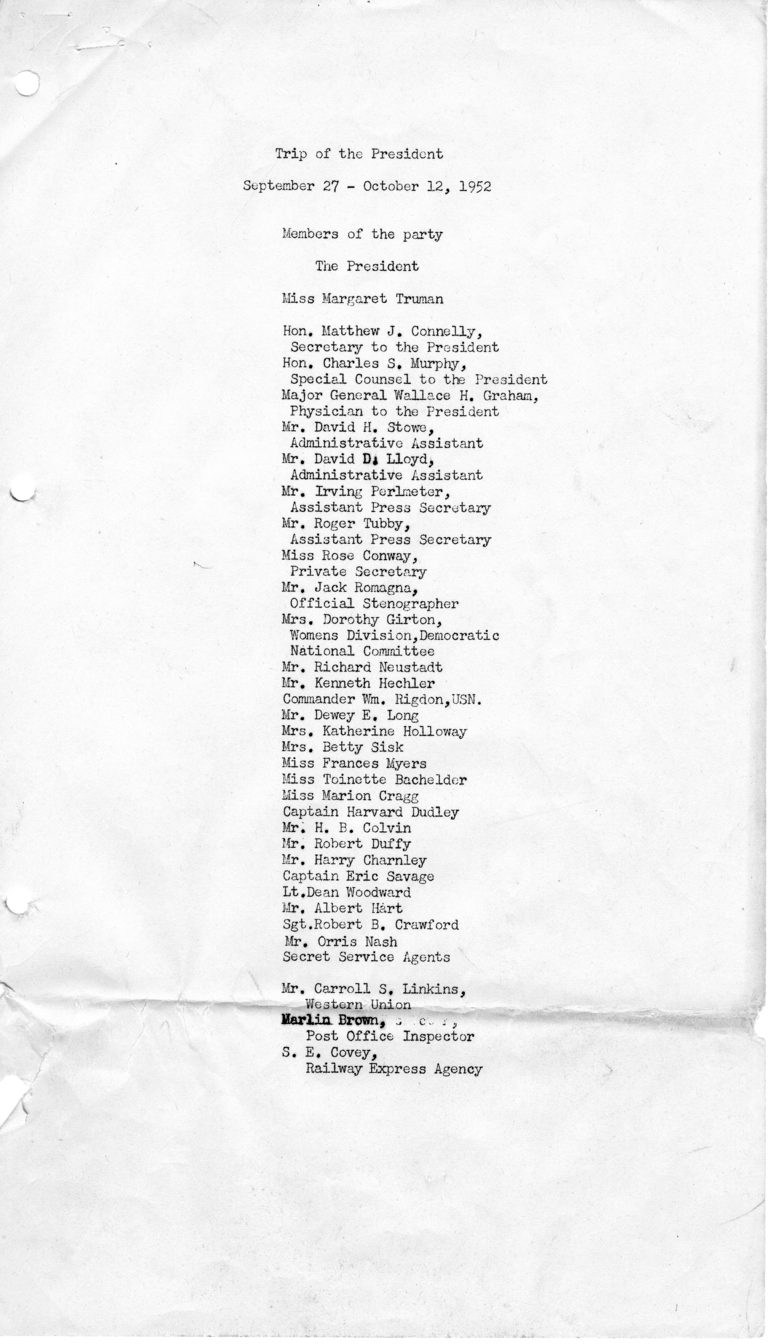 Trip of the President
September 27 - October 12, 1952
Members of the party
The President
Miss Margaret Truman
Hon. Matthew J. Connelly,
Secretary to the President
Hon. Charles S. Murphy,
Special Counsel to the President
Major General Wallace H. Graham,
Physician to the President
Mr. David H. Stowe,
Administrative Assistant
Mr. David D. Lloyd,
Administrative Assistant
Mr. Irving Perlmeter,
Assistant Press Secretary
Mr. Roger Tubby,
Assistant Press Secretary
Miss Rose Conway,
Private Secretary
Mr. Jack Romagna,
Official Stenographer
Mrs. Dorothy Girton,
Womens Division,Democratic
National Committee
Mr. Richard Neustadt
Mr. Kenneth Hechler
Commander Wm. Rigdon,USN.
Mr. Dewey E. Long
Mrs. Katherine Holloway
Mrs. Betty Sisk
Miss Frances Myers
Miss Toinette Bachelder
Miss Marion Cragg
Captain Harvard Dudley
Mr. H. B. Colvin
Mr. Robert Duffy
Mr. Harry Charnley
Captain Eric Savage
Lt.Dean Woodward
Mr. Albert Hart
Sgt.Robert B. Crawford
Mr. Orris Nash
Secret Service Agents
Mr. Carroll S. Linkins,
Western Union
Marlin Brown,
Post Office Inspector
S. E. Covey,
Railway Express Agency